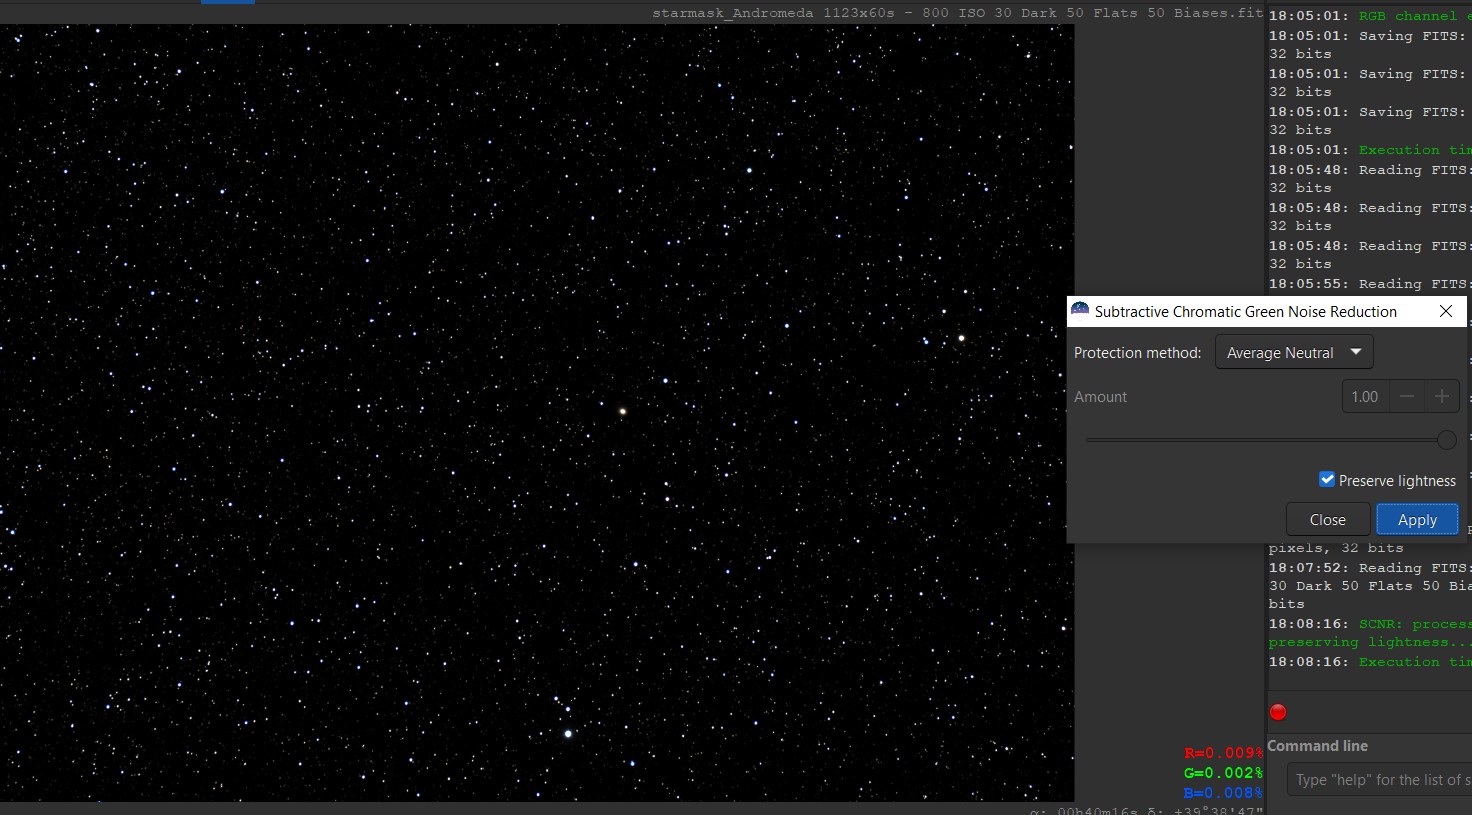 starmask_Andromeda 1123x60s - 800 ISO 30 Dark 50 Flats 50 Biases.fit
18:05:01: RGB channel e
18:05:01: Saving FITS:
32 bits
18:05:01: Saving FITS:
32 bits
18:05:01: Saving FITS:
32 bits
18:05:01: Execution tim
18:05:48: Reading FITS:
32 bits
18:05:48: Reading FITS:
32 bits
18:05:48: Reading FITS:
32 bits
18:05:55: Reading FITS:
Subtractive Chromatic Green Noise Reduction
Protection method: Average Neutral
Amount 1.00
Preserve lightness
Close Apply
pixels, 32 bits
18:07:52: Reading FITS:
30 Dark 50 Flats 50 Bia
bits
18:08:16: SCNR: process
preserving lightness...
18:08:16: Execution tim
R=0.009%
G=0.002%
B=0.008%
Command line
Type "help" for the list of s
α: 00h40m16s δ: +39°38'47"